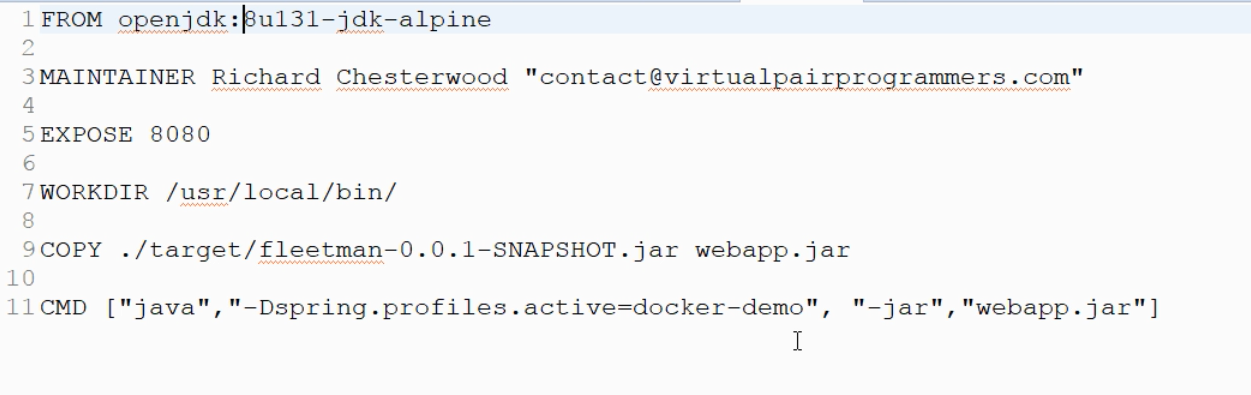 1 FROM openjdk:8u131-jdk-alpine
2
3 MAINTAINER Richard Chesterwood "contact@virtualpairprogrammers.com"
4
5 EXPOSE 8080
6
7 WORKDIR /usr/local/bin/
8
9 COPY ./target/fleetman-0.0.1-SNAPSHOT.jar webapp.jar
10
11 CMD ["java","-Dspring.profiles.active=docker-demo", "-jar","webapp.jar"]